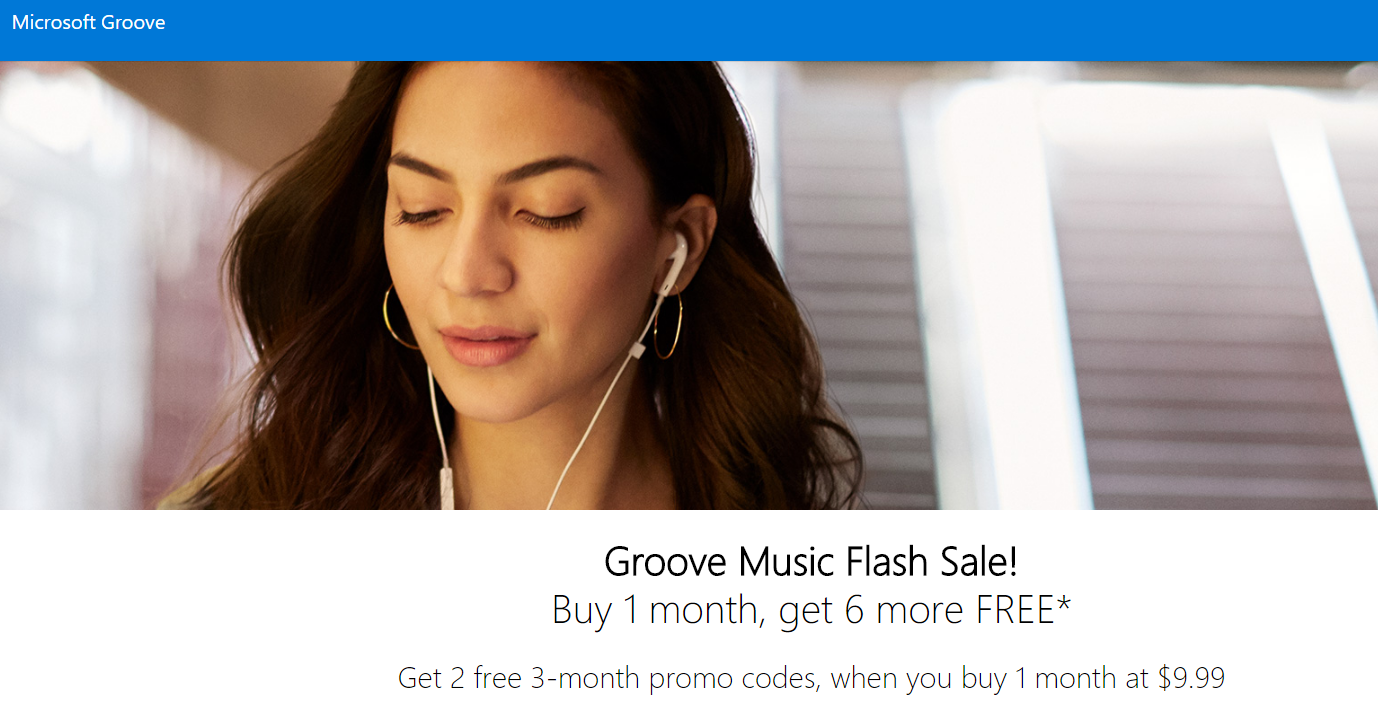 Microsoft Groove
Groove Music Flash Sale!
Buy 1 month, get 6 more FREE*
Get 2 free 3-month promo codes, when you buy 1 month at $9.99